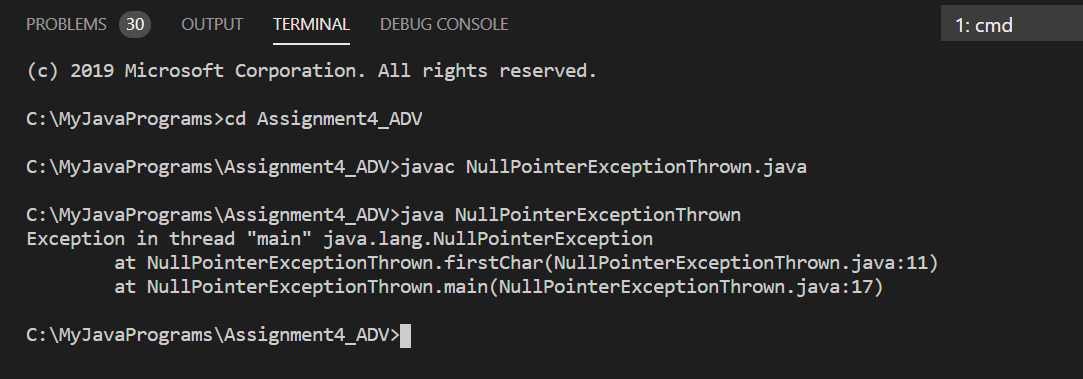 PROBLEMS 30 OUTPUT TERMINAL DEBUG CONSOLE 1: cmd
(c) 2019 Microsoft Corporation. All rights reserved.
C:\MyJavaPrograms>cd Assignment4_ADV
C:\MyJavaPrograms\Assignment4_ADV>javac NullPointerExceptionThrown.java
C:\MyJavaPrograms\Assignment4_ADV>java NullPointerExceptionThrown
Exception in thread "main" java.lang.NullPointerException
at NullPointerExceptionThrown.firstChar(NullPointerExceptionThrown.java:11)
at NullPointerExceptionThrown.main(NullPointerExceptionThrown.java:17)
C:\MyJavaPrograms\Assignment4_ADV>